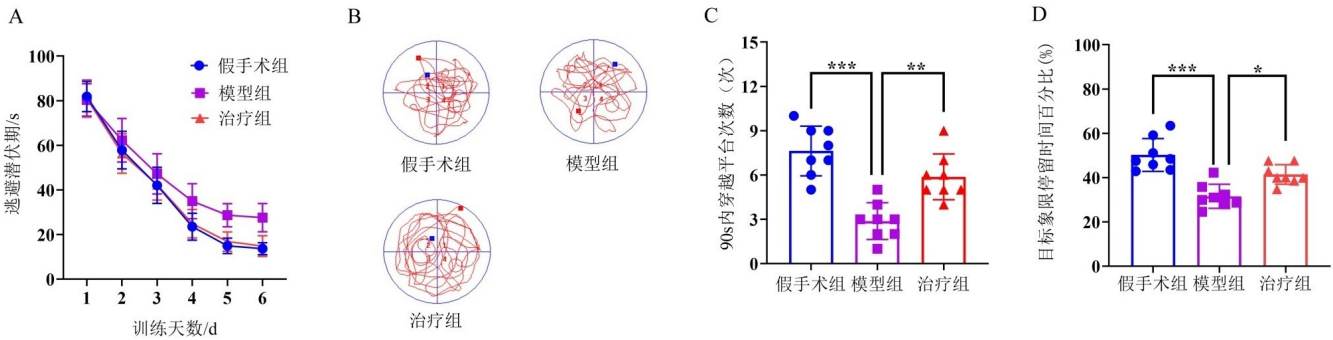 A
100
80
60
40
20
0
逃避潜伏期/s
假手术组
模型组
治疗组
1 2 3 4 5 6
训练天数/d
B
假手术组
模型组
治疗组
C
15
12
9
6
3
0
90s内穿越平台次数（次）
***
**
假手术组 模型组 治疗组
D
100
80
60
40
20
0
目标象限停留时间百分比(%)
***
*
假手术组 模型组 治疗组